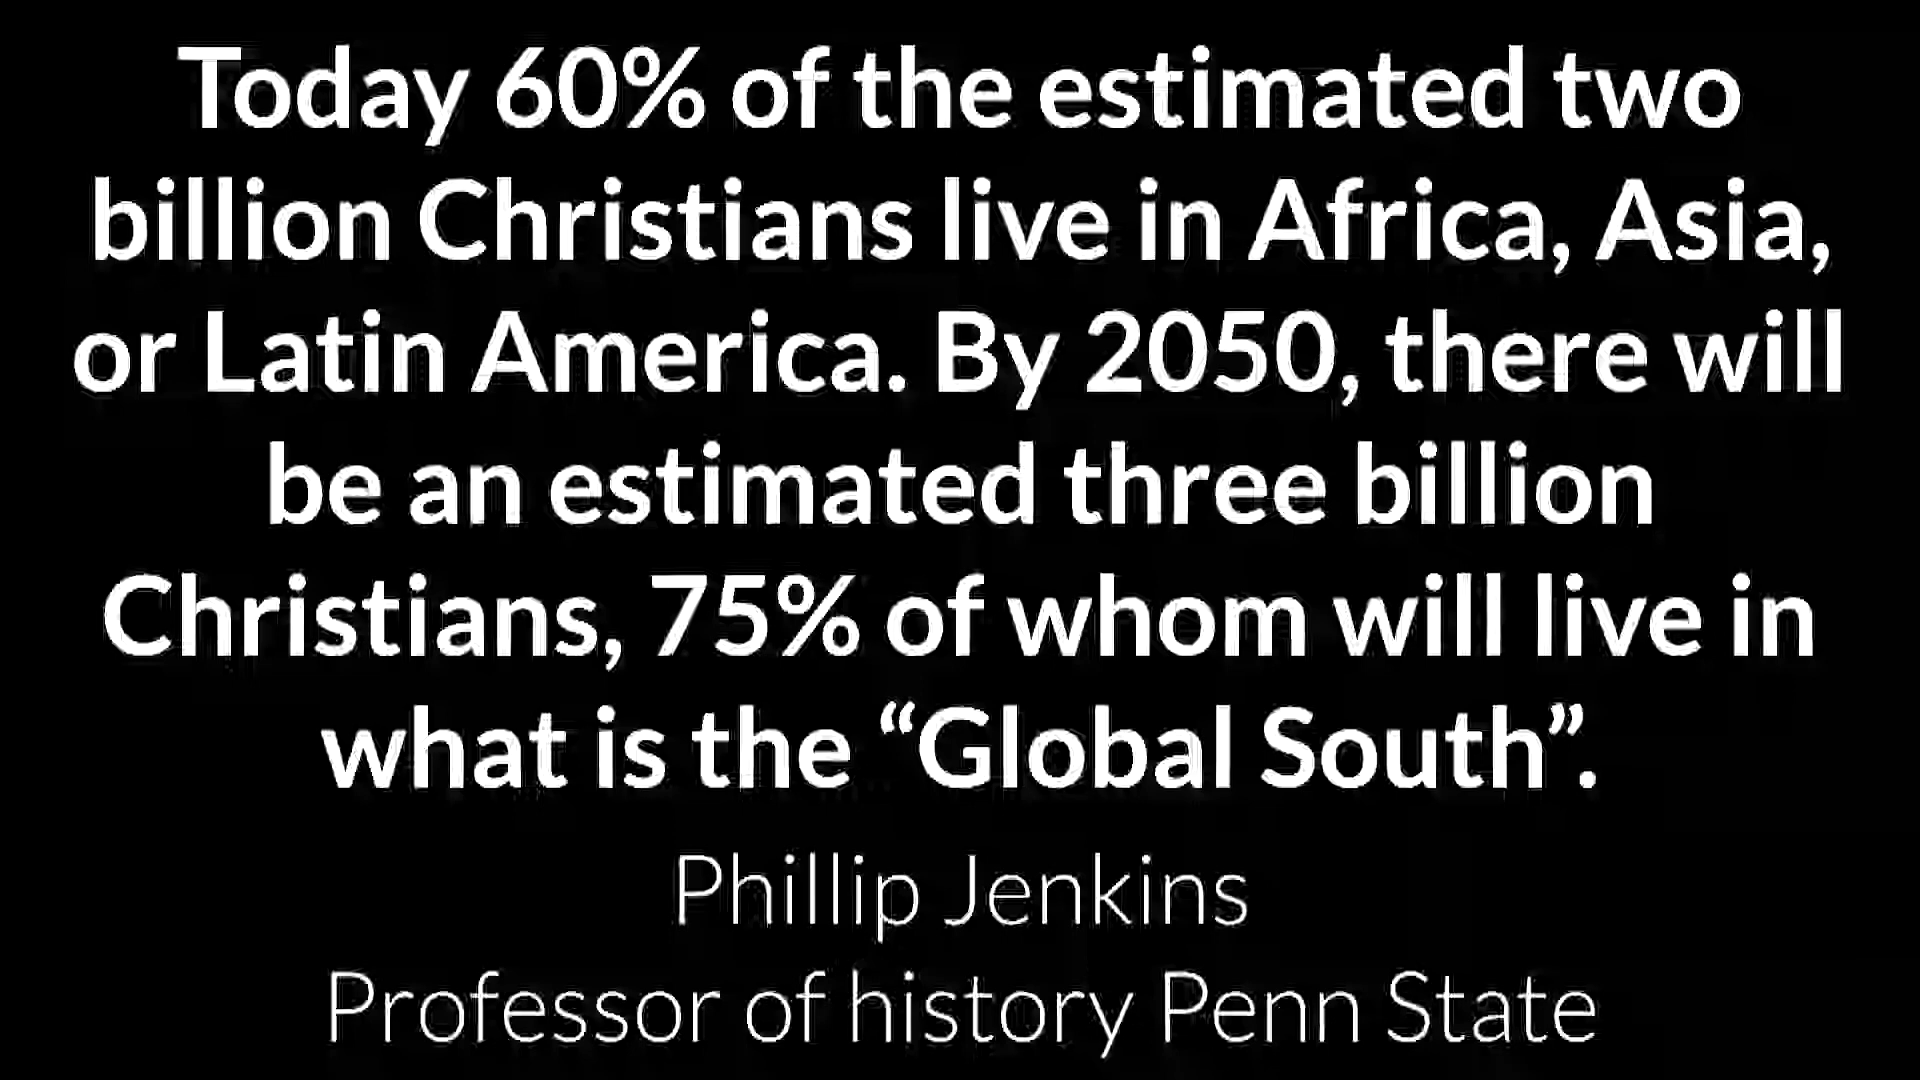 Today 60% of the estimated two
billion Christians live in Africa, Asia,
or Latin America. By 2050, there will
be an estimated three billion
Christians, 75% of whom will live in
what is the “Global South”.
Phillip Jenkins
Professor of history Penn State